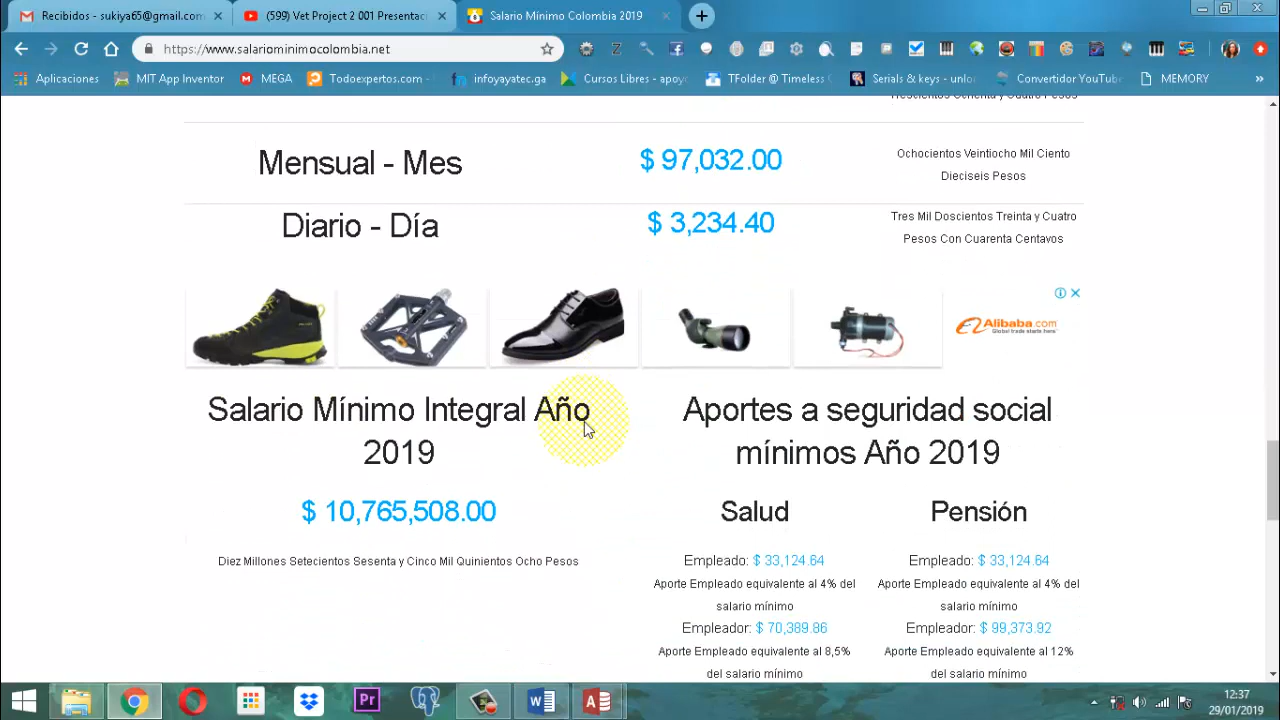 Recibidos - sukiya65@gmail.com
(599) Vet Project 2 001 Presentaci
Salario Mínimo Colombia 2019
https://www.salariominimocolombia.net
Aplicaciones
MIT App Inventor
MEGA
Todoexpertos.com -
infoyayatec.ga
Cursos Libres - apoyo
TFolder @ Timeless C
Serials & keys - unlo
Convertidor YouTube
MEMORY
Mensual - Mes
$ 97,032.00
Ochocientos Veintiocho Mil Ciento
Dieciseis Pesos
Diario - Día
$ 3,234.40
Tres Mil Doscientos Treinta y Cuatro
Pesos Con Cuarenta Centavos
Alibaba.com
Global trade starts here
Salario Mínimo Integral Año
2019
$ 10,765,508.00
Diez Millones Setecientos Sesenta y Cinco Mil Quinientos Ocho Pesos
Aportes a seguridad social
mínimos Año 2019
Salud
Empleado: $ 33,124.64
Aporte Empleado equivalente al 4% del
salario mínimo
Empleador: $ 70,389.86
Aporte Empleado equivalente al 8,5%
del salario mínimo
Pensión
Empleado: $ 33,124.64
Aporte Empleado equivalente al 4% del
salario mínimo
Empleador: $ 99,373.92
Aporte Empleado equivalente al 12%
del salario mínimo
Pr
12:37
29/01/2019